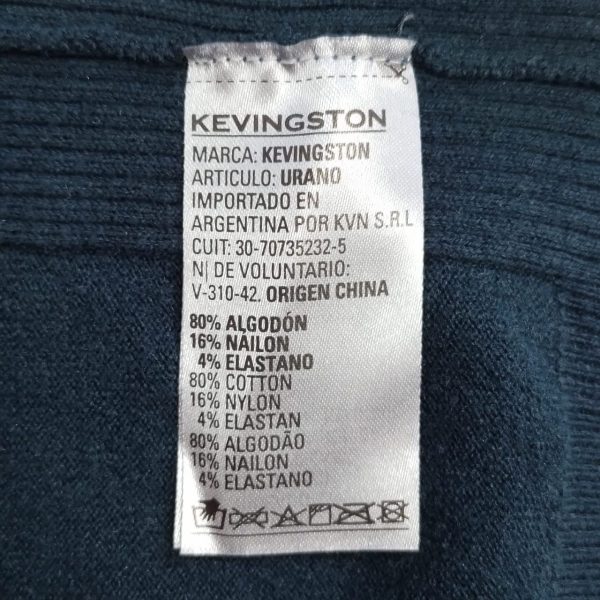 KEVINGSTON
MARCA: KEVINGSTON
ARTICULO: URANO
IMPORTADO EN
ARGENTINA POR KVN S.R.L
CUIT: 30-70735232-5
N| DE VOLUNTARIO:
V-310-42. ORIGEN CHINA
80% ALGODÓN
16% NÁILON
4% ELASTANO
80% COTTON
16% NYLON
4% ELASTAN
80% ALGODÃO
16% NAILON
4% ELASTANO